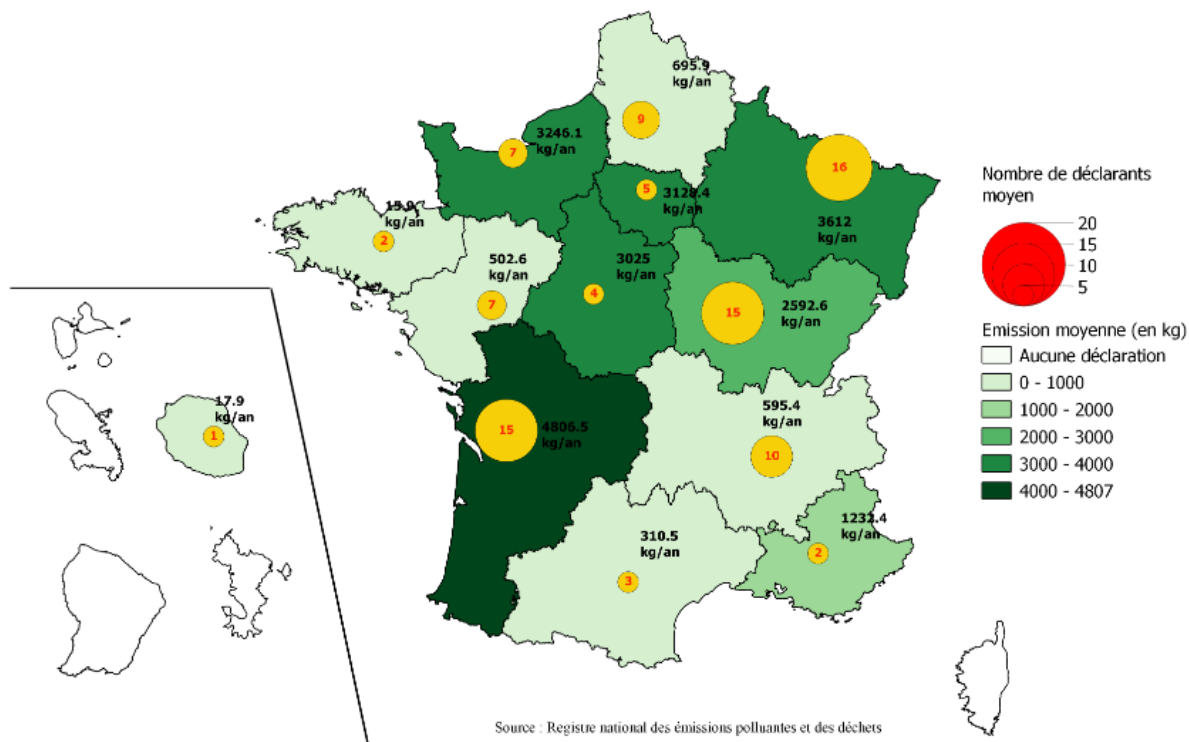 695.9
kg/an
9
3246.1
kg/an
7
16
5
3128.4
kg/an
3612
kg/an
15.9
kg/an
2
502.6
kg/an
7
3025
kg/an
4
15
2592.6
kg/an
17.9
kg/an
1
15
4806.5
kg/an
595.4
kg/an
10
310.5
kg/an
3
1232.4
kg/an
2
Nombre de déclarants
moyen
20
15
10
5
Emission moyenne (en kg)
Aucune déclaration
0 - 1000
1000 - 2000
2000 - 3000
3000 - 4000
4000 - 4807
Source : Registre national des émissions polluantes et des déchets